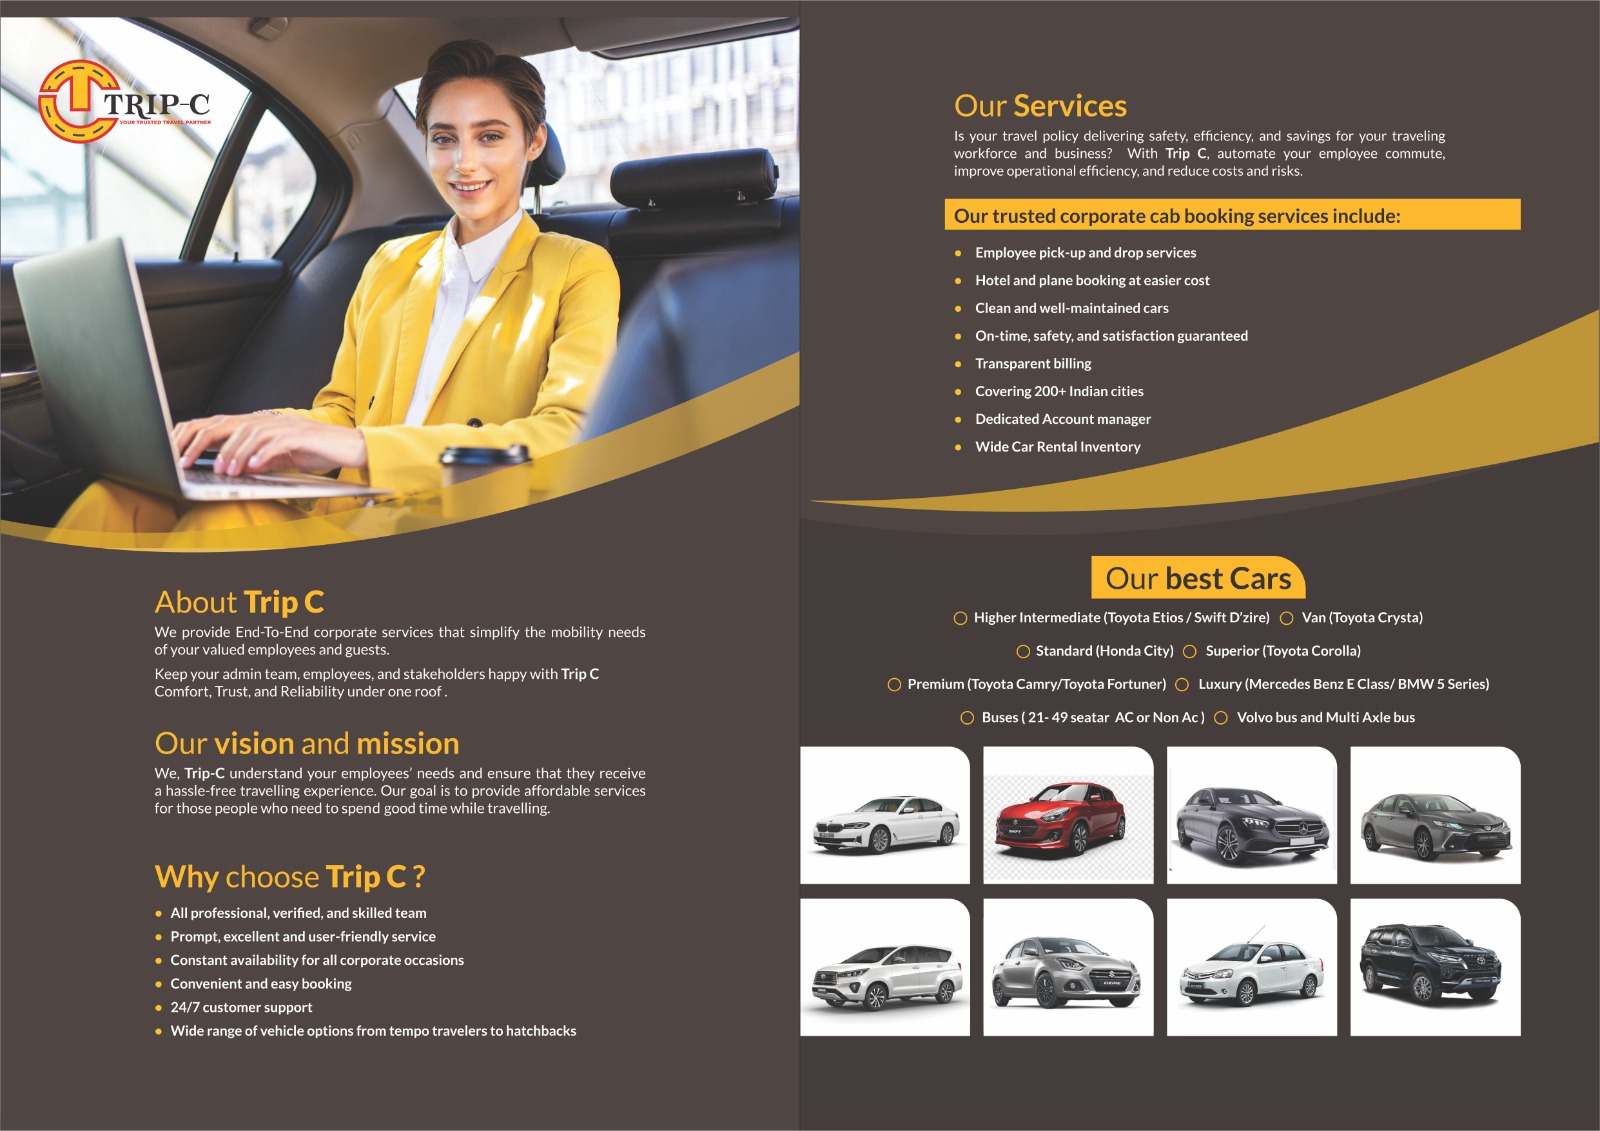 TRIP-C
YOUR TRUSTED TRAVEL PARTNER
About Trip C
We provide End-To-End corporate services that simplify the mobility needs
of your valued employees and guests.
Keep your admin team, employees, and stakeholders happy with Trip C
Comfort, Trust, and Reliability under one roof .
Our vision and mission
We, Trip-C understand your employees' needs and ensure that they receive
a hassle-free travelling experience. Our goal is to provide affordable services
for those people who need to spend good time while travelling.
Why choose Trip C ?
• All professional, verified, and skilled team
• Prompt, excellent and user-friendly service
• Constant availability for all corporate occasions
• Convenient and easy booking
• 24/7 customer support
• Wide range of vehicle options from tempo travelers to hatchbacks
Our Services
Is your travel policy delivering safety, efficiency, and savings for your traveling
workforce and business? With Trip C, automate your employee commute,
improve operational efficiency, and reduce costs and risks.
Our trusted corporate cab booking services include:
• Employee pick-up and drop services
• Hotel and plane booking at easier cost
• Clean and well-maintained cars
• On-time, safety, and satisfaction guaranteed
• Transparent billing
• Covering 200+ Indian cities
• Dedicated Account manager
• Wide Car Rental Inventory
Our best Cars
Higher Intermediate (Toyota Etios / Swift D'zire) Van (Toyota Crysta)
Standard (Honda City) Superior (Toyota Corolla)
Premium (Toyota Camry/Toyota Fortuner) Luxury (Mercedes Benz E Class/ BMW 5 Series)
Buses ( 21- 49 seatar AC or Non Ac ) Volvo bus and Multi Axle bus